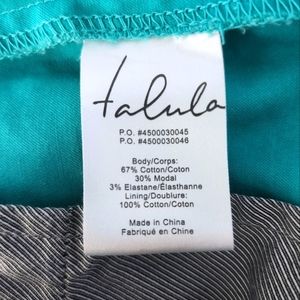 talula
P.O. #4500030045
P.O. #4500030046
Body/Corps:
67% Cotton/Coton
30% Modal
3% Elastane/Élasthanne
Lining/Doublure:
100% Cotton/Coton
Made in China
Fabriqué en Chine